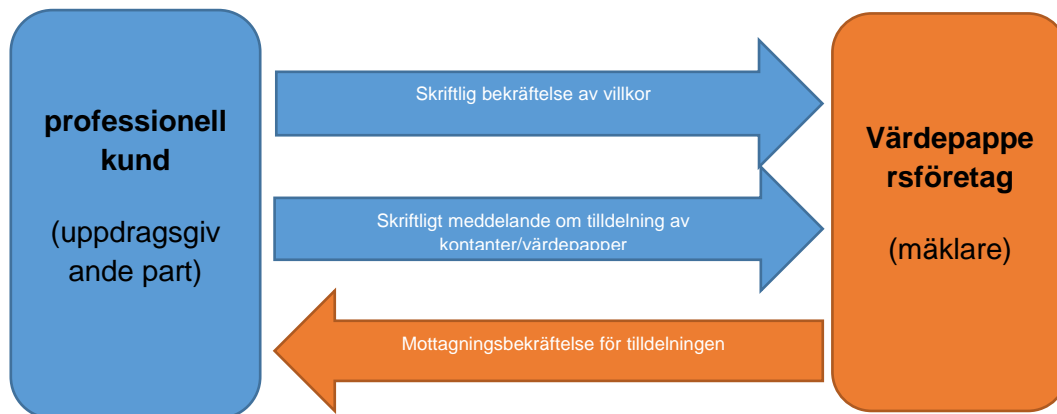 professionell
kund
(uppdragsgiv
ande part)
Skriftlig bekräftelse av villkor
Skriftligt meddelande om tilldelning av
kontanter/värdepapper
Mottagningsbekräftelse för tilldelningen
Värdepappe
rsföretag
(mäklare)